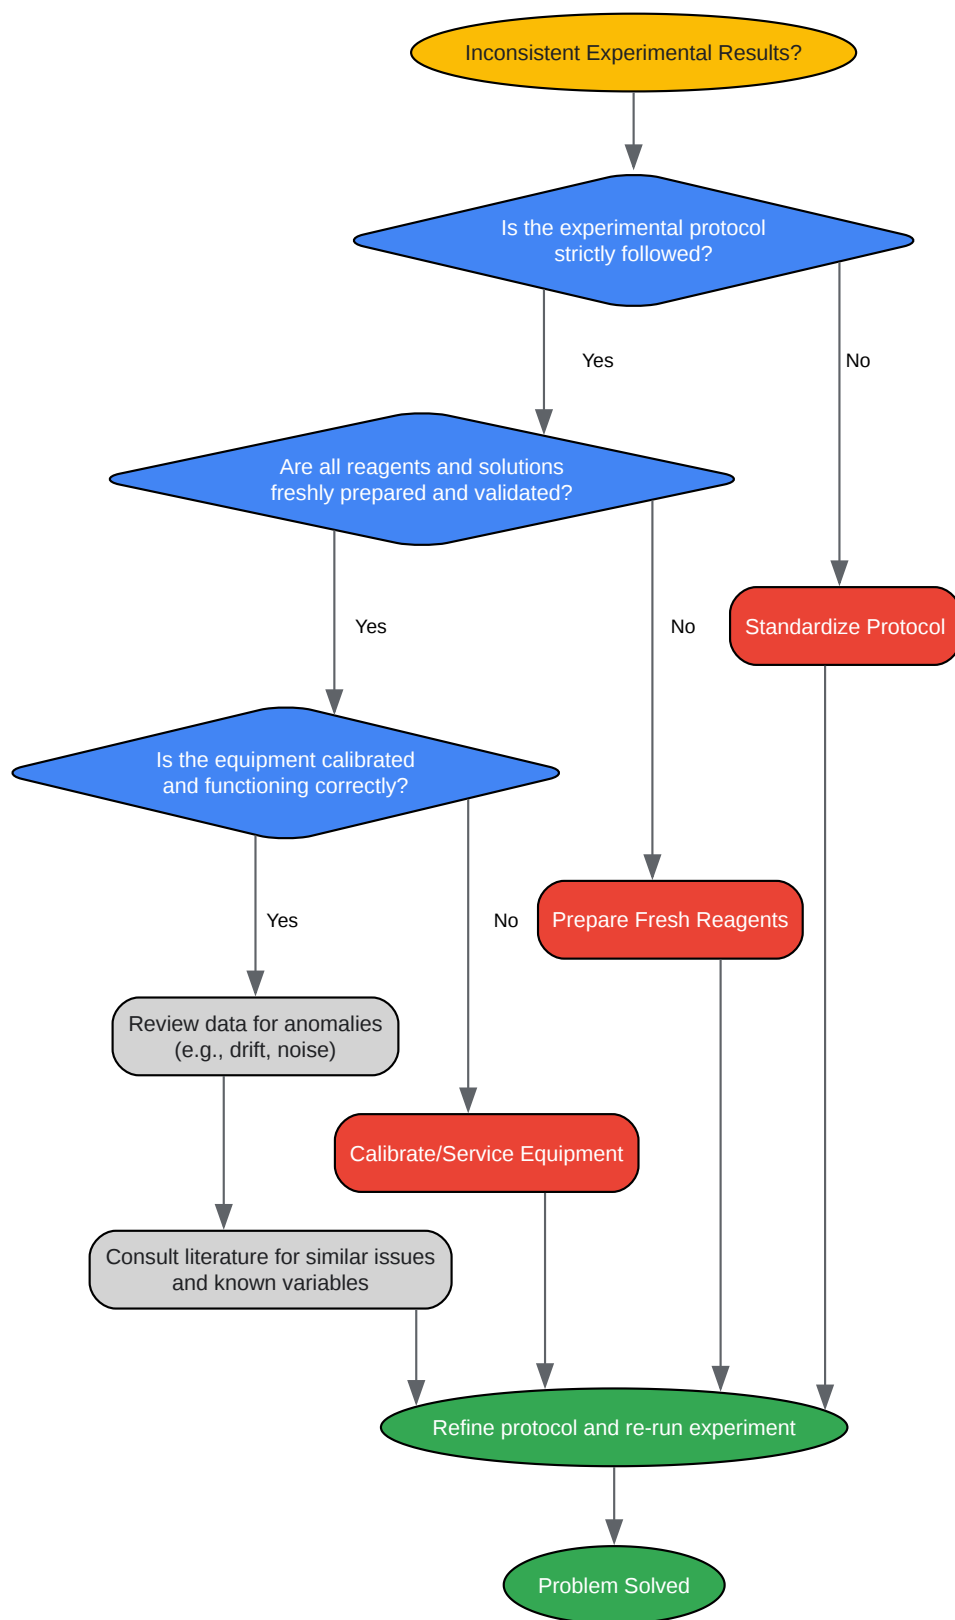 Inconsistent Experimental Results?
Is the experimental protocol
strictly followed?
Yes
No
Are all reagents and solutions
freshly prepared and validated?
Yes
No
Standardize Protocol
Is the equipment calibrated
and functioning correctly?
Yes
No
Prepare Fresh Reagents
Review data for anomalies
(e.g., drift, noise)
Calibrate/Service Equipment
Consult literature for similar issues
and known variables
Refine protocol and re-run experiment
Problem Solved